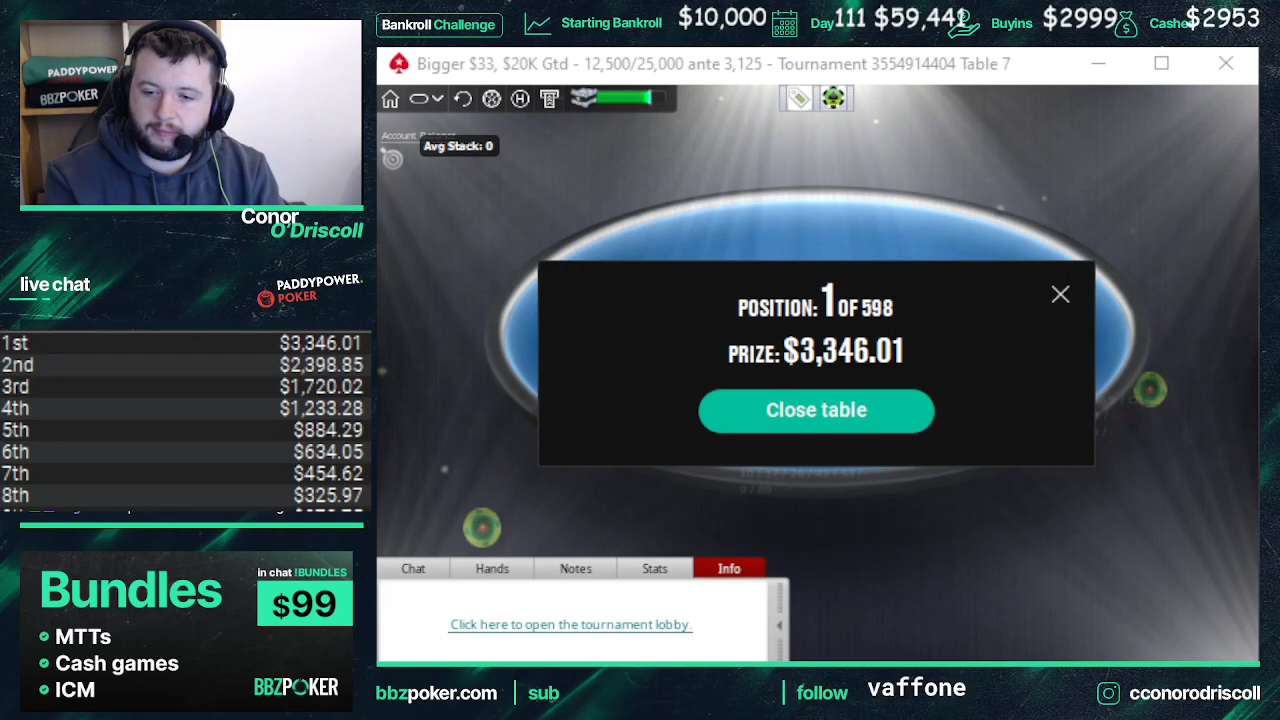 Bankroll Challenge
Starting Bankroll $10,000
Day 111 $59,441
Buyins $2999
Cashes $2953
PADDYPOWER
BBZPOKER
Conor
O'Driscoll
live chat
PADDYPOWER.
POKER
1st $3,346.01
2nd $2,398.85
3rd $1,720.02
4th $1,233.28
5th $884.29
6th $634.05
7th $454.62
8th $325.97
Bundles
in chat !BUNDLES
$99
MTTs
Cash games
ICM
BBZPOKER
Bigger $33, $20K Gtd - 12,500/25,000 ante 3,125 - Tournament 3554914404 Table 7
Account Balance
Avg Stack: 0
POSITION: 1 OF 598
PRIZE: $3,346.01
Close table
Chat Hands Notes Stats Info
Click here to open the tournament lobby.
bbzpoker.com sub follow vaffone cconorodriscoll